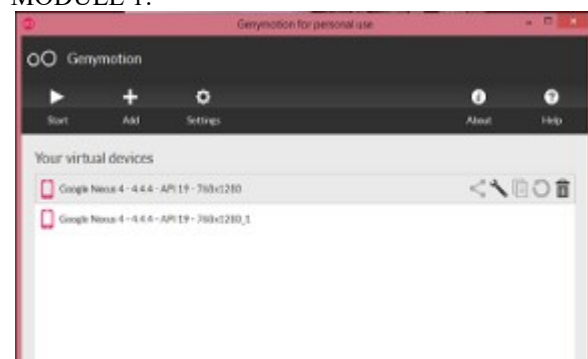 MODULE 1:
Genymotion for personal use
Genymotion
Start Add Settings About Help
Your virtual devices
Google Nexus 4 - 4.4.4 - API 19 - 768x1280
Google Nexus 4 - 4.4.4 - API 19 - 768x1280_1